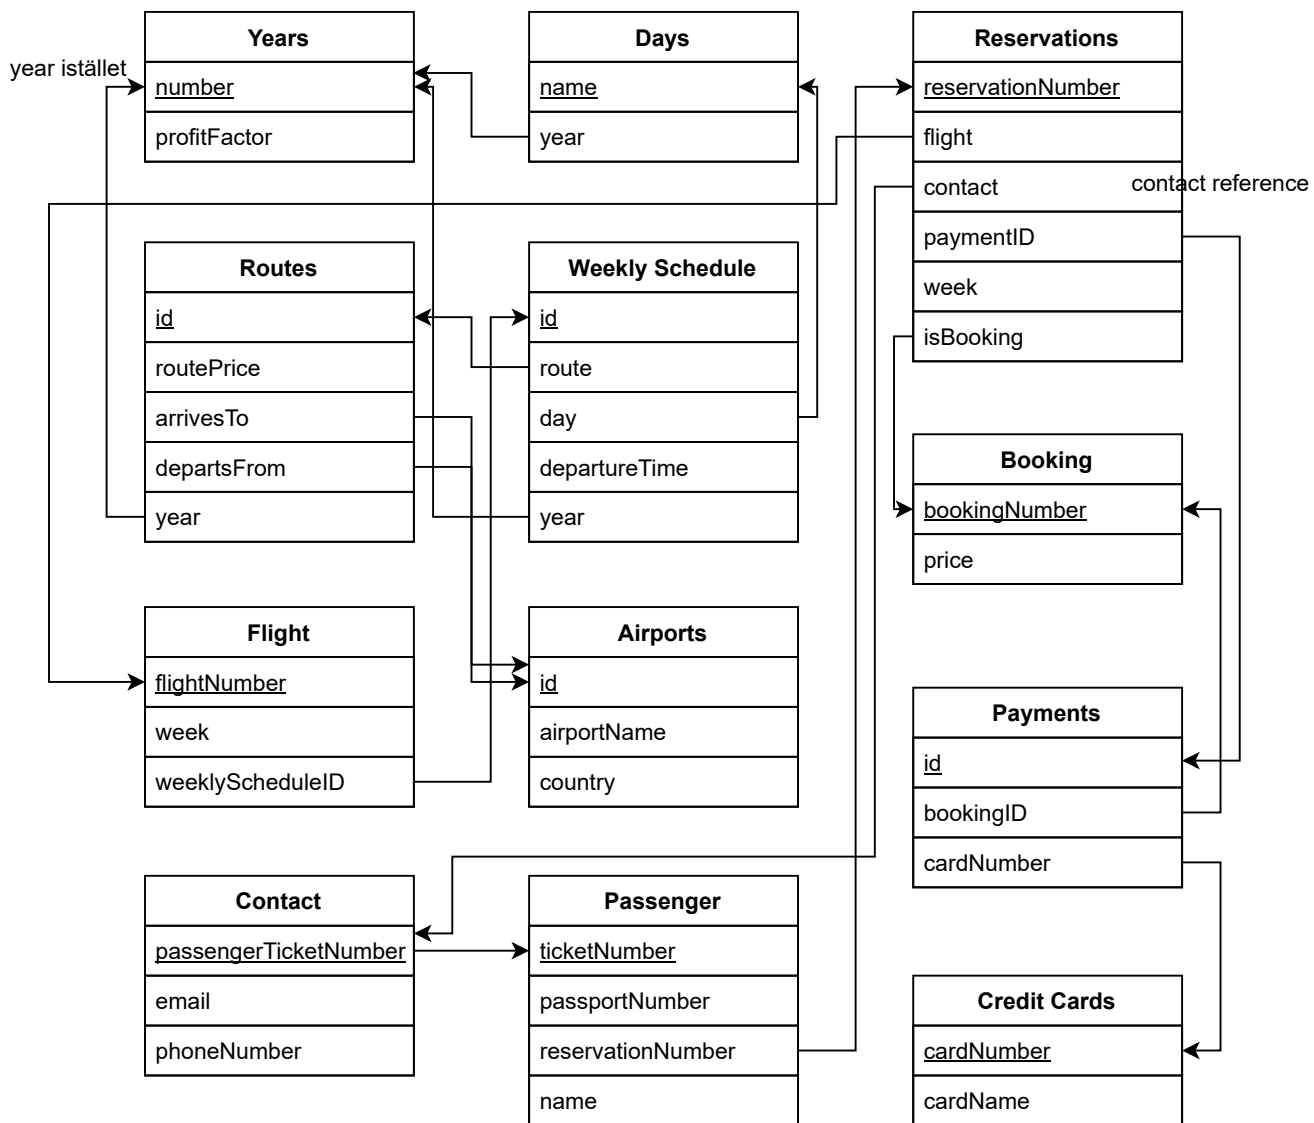 year istället
Years
number
profitFactor
Days
name
year
Reservations
reservationNumber
flight
contact
paymentID
week
isBooking
contact reference
Routes
id
routePrice
arrivesTo
departsFrom
year
Weekly Schedule
id
route
day
departureTime
year
Booking
bookingNumber
price
Flight
flightNumber
week
weeklyScheduleID
Airports
id
airportName
country
Payments
id
bookingID
cardNumber
Contact
passengerTicketNumber
email
phoneNumber
Passenger
ticketNumber
passportNumber
reservationNumber
name
Credit Cards
cardNumber
cardName